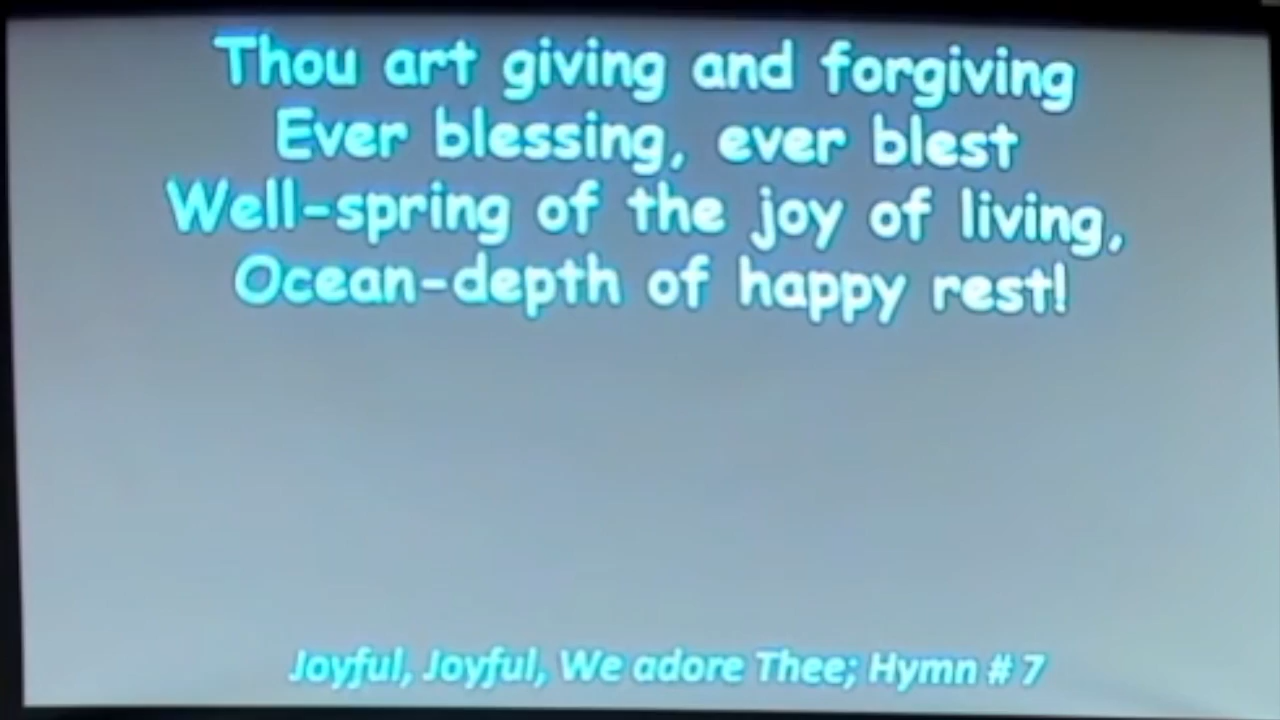 Thou art giving and forgiving
Ever blessing, ever blest
Well-spring of the joy of living,
Ocean-depth of happy rest!
Joyful, Joyful, We adore Thee; Hymn # 7